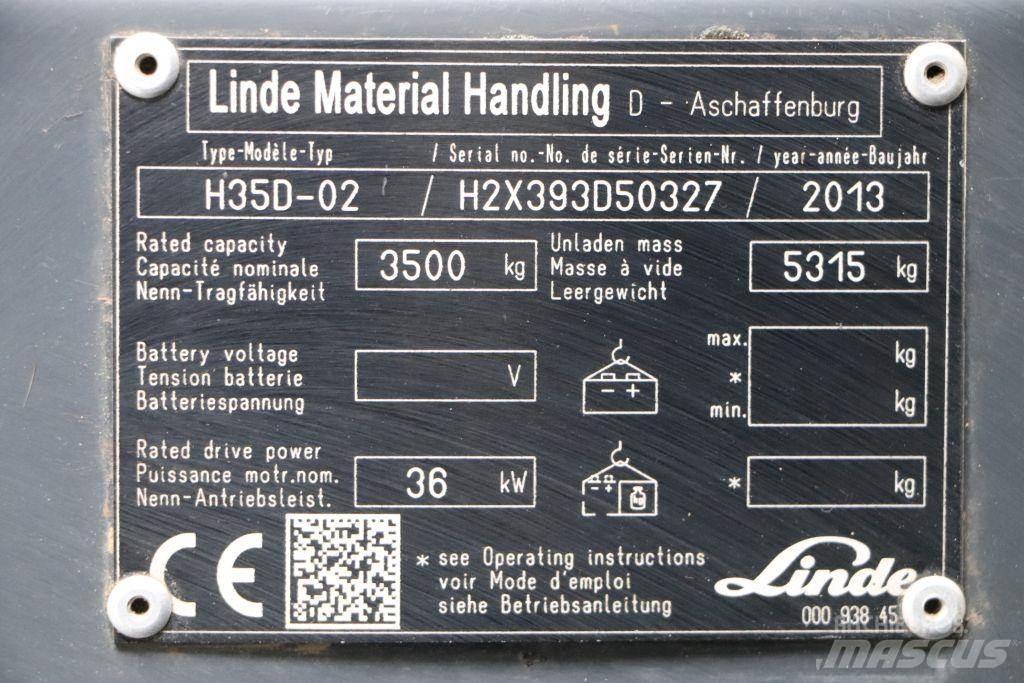 Linde Material Handling D - Aschaffenburg
Type-Modèle-Typ / Serial no.-No. de série-Serien-Nr. / year-année-Baujahr
H35D-02 / H2X393D50327 / 2013
Rated capacity
Capacité nominale
Nenn-Tragfähigkeit
3500 kg
Unladen mass
Masse à vide
Leergewicht
5315 kg
Battery voltage
Tension batterie
Batteriespannung
V
- +
max. kg
*
min. kg
Rated drive power
Puissance motr.nom.
Nenn-Antriebsleist.
36 kW
- + kg
* kg
CE
* see Operating instructions
voir Mode d'emploi
siehe Betriebsanleitung
Linde
000 938 45
MASCUS